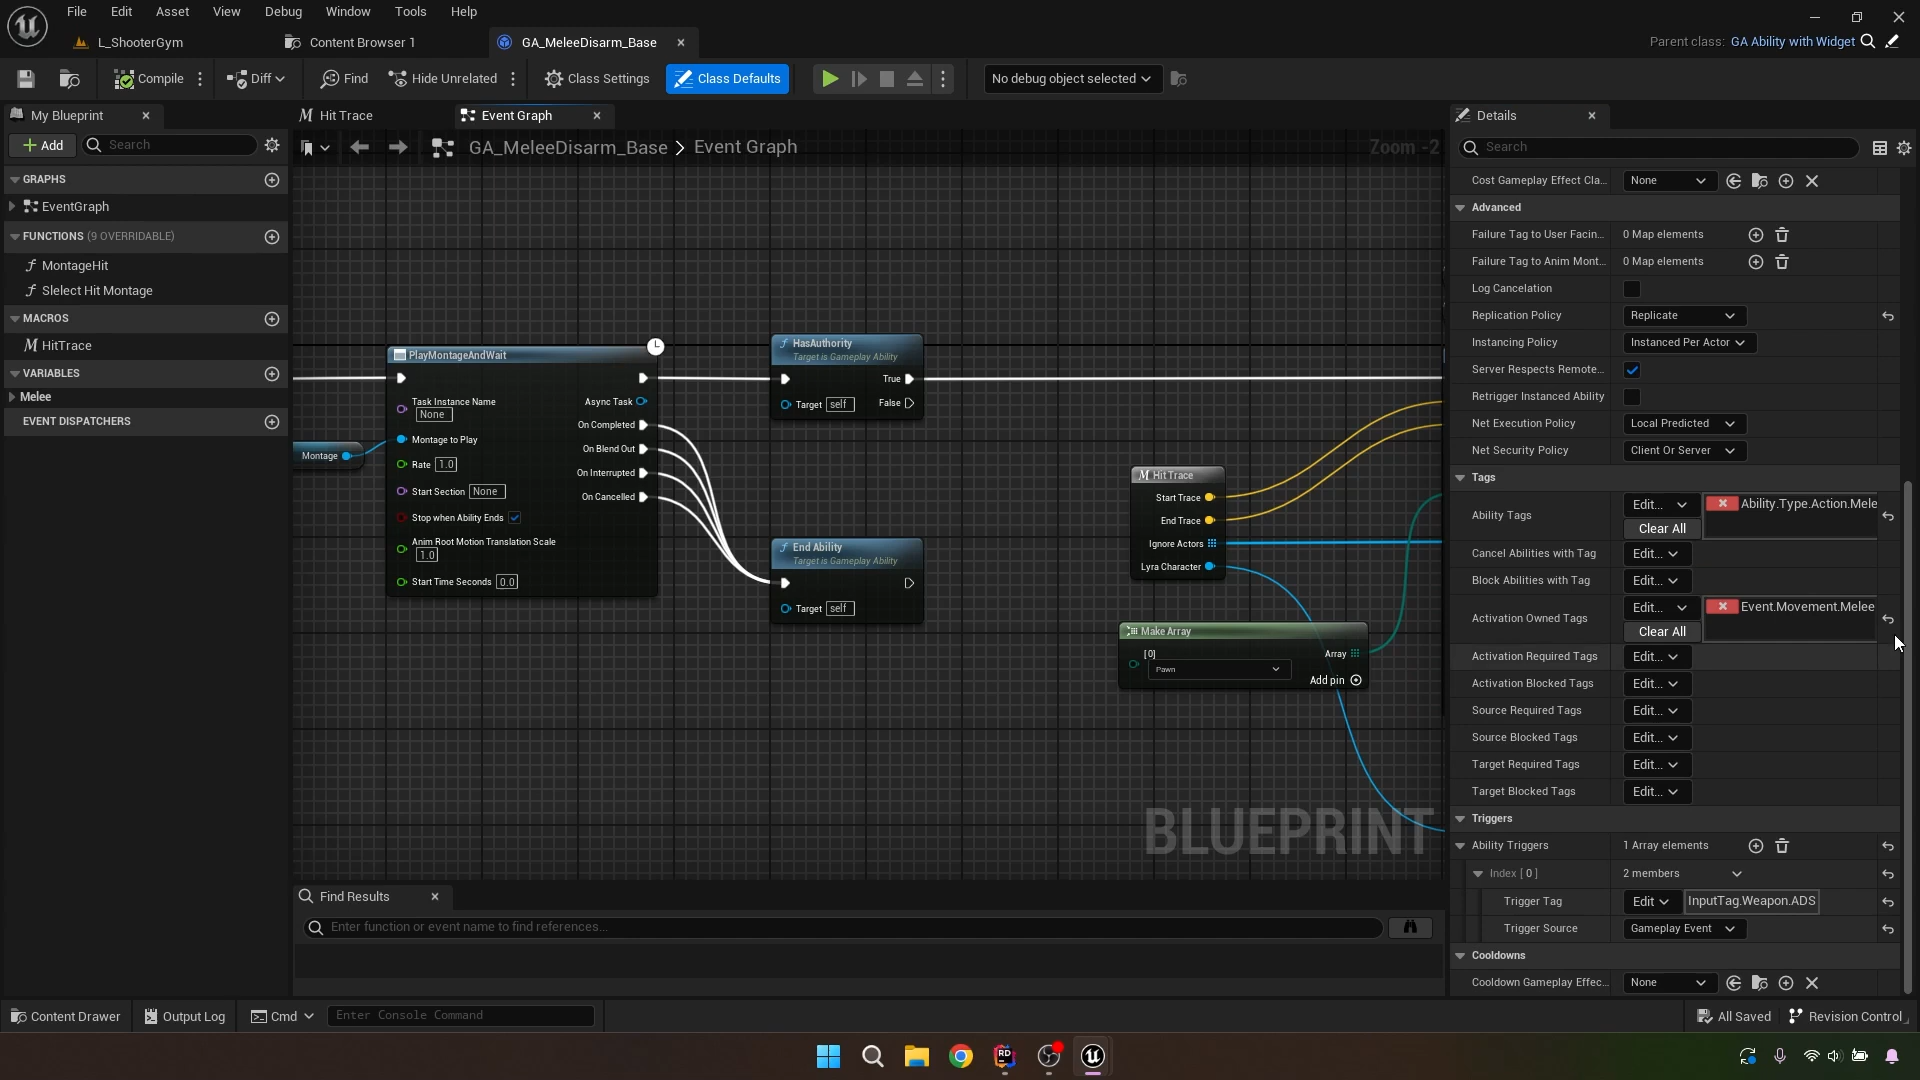 File Edit Asset View Debug Window Tools Help
L_ShooterGym
Content Browser 1
GA_MeleeDisarm_Base
Parent class: GA Ability with Widget
Compile
Diff
Find
Hide Unrelated
Class Settings
Class Defaults
No debug object selected
My Blueprint
Add
Search
GRAPHS
EventGraph
FUNCTIONS (9 OVERRIDABLE)
MontageHit
Slelect Hit Montage
MACROS
HitTrace
VARIABLES
Melee
EVENT DISPATCHERS
Hit Trace
Event Graph
GA_MeleeDisarm_Base > Event Graph
Zoom -2
Montage
PlayMontageAndWait
Task Instance Name
None
Async Task
On Completed
Montage to Play
On Blend Out
Rate 1.0
On Interrupted
Start Section None
On Cancelled
Stop when Ability Ends
Anim Root Motion Translation Scale
1.0
Start Time Seconds 0.0
HasAuthority
Target is Gameplay Ability
True
Target self
False
End Ability
Target is Gameplay Ability
Target self
Hit Trace
Start Trace
End Trace
Ignore Actors
Lyra Character
Make Array
[0]
Array
Pawn
Add pin
BLUEPRINT
Find Results
Enter function or event name to find references...
Details
Search
Cost Gameplay Effect Cla... None
Advanced
Failure Tag to User Facin... 0 Map elements
Failure Tag to Anim Mont... 0 Map elements
Log Cancelation
Replication Policy Replicate
Instancing Policy Instanced Per Actor
Server Respects Remote...
Retrigger Instanced Ability
Net Execution Policy Local Predicted
Net Security Policy Client Or Server
Tags
Ability Tags Edit... Ability.Type.Action.Mele
Clear All
Cancel Abilities with Tag Edit...
Block Abilities with Tag Edit...
Activation Owned Tags Edit... Event.Movement.Melee
Clear All
Activation Required Tags Edit...
Activation Blocked Tags Edit...
Source Required Tags Edit...
Source Blocked Tags Edit...
Target Required Tags Edit...
Target Blocked Tags Edit...
Triggers
Ability Triggers 1 Array elements
Index [ 0 ] 2 members
Trigger Tag Edit InputTag.Weapon.ADS
Trigger Source Gameplay Event
Cooldowns
Cooldown Gameplay Effec... None
Content Drawer
Output Log
Cmd
Enter Console Command
All Saved
Revision Control
RD